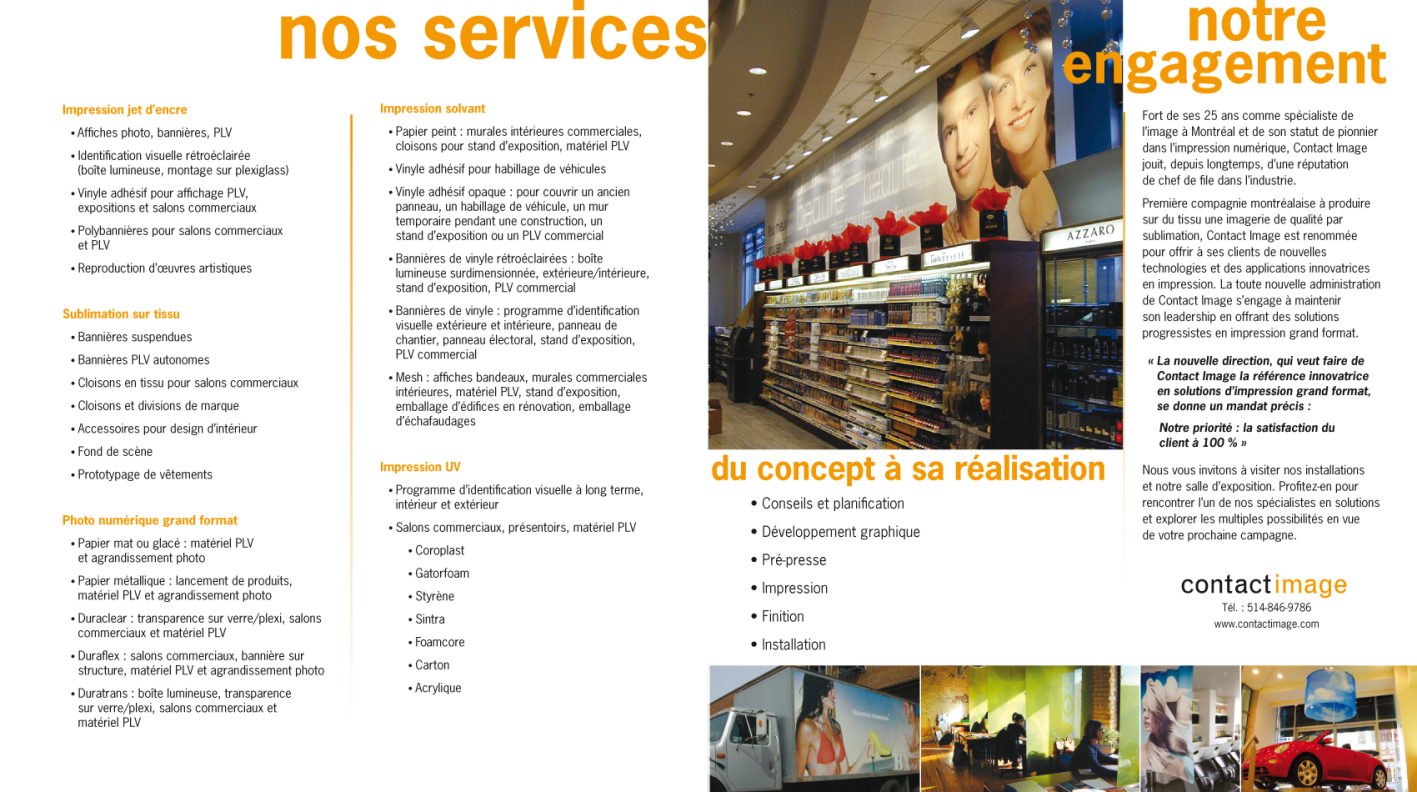 nos services
Impression jet d'encre
• Affiches photo, bannières, PLV
• Identification visuelle rétroéclairée
(boîte lumineuse, montage sur plexiglass)
• Vinyle adhésif pour affichage PLV,
expositions et salons commerciaux
• Polybannières pour salons commerciaux
et PLV
• Reproduction d'œuvres artistiques
Sublimation sur tissu
• Bannières suspendues
• Bannières PLV autonomes
• Cloisons en tissu pour salons commerciaux
• Cloisons et divisions de marque
• Accessoires pour design d'intérieur
• Fond de scène
• Prototypage de vêtements
Photo numérique grand format
• Papier mat ou glacé : matériel PLV
et agrandissement photo
• Papier métallique : lancement de produits,
matériel PLV et agrandissement photo
• Duraclear : transparence sur verre/plexi, salons
commerciaux et matériel PLV
• Duraflex : salons commerciaux, bannière sur
structure, matériel PLV et agrandissement photo
• Duratrans : boîte lumineuse, transparence
sur verre/plexi, salons commerciaux et
matériel PLV
Impression solvant
• Papier peint : murales intérieures commerciales,
cloisons pour stand d'exposition, matériel PLV
• Vinyle adhésif pour habillage de véhicules
• Vinyle adhésif opaque : pour couvrir un ancien
panneau, un habillage de véhicule, un mur
temporaire pendant une construction, un
stand d'exposition ou un PLV commercial
• Bannières de vinyle rétroéclairées : boîte
lumineuse surdimensionnée, extérieure/intérieure,
stand d'exposition, PLV commercial
• Bannières de vinyle : programme d'identification
visuelle extérieure et intérieure, panneau de
chantier, panneau électoral, stand d'exposition,
PLV commercial
• Mesh : affiches bandeaux, murales commerciales
intérieures, matériel PLV, stand d'exposition,
emballage d'édifices en rénovation, emballage
d'échafaudages
Impression UV
• Programme d'identification visuelle à long terme,
intérieur et extérieur
• Salons commerciaux, présentoirs, matériel PLV
• Coroplast
• Gatorfoam
• Styrène
• Sintra
• Foamcore
• Carton
• Acrylique
AZZARO
du concept à sa réalisation
• Conseils et planification
• Développement graphique
• Pré-presse
• Impression
• Finition
• Installation
notre
engagement
Fort de ses 25 ans comme spécialiste de
l'image à Montréal et de son statut de pionnier
dans l'impression numérique, Contact Image
jouit, depuis longtemps, d'une réputation
de chef de file dans l'industrie.
Première compagnie montréalaise à produire
sur du tissu une imagerie de qualité par
sublimation, Contact Image est renommée
pour offrir à ses clients de nouvelles
technologies et des applications innovatrices
en impression. La toute nouvelle administration
de Contact Image s'engage à maintenir
son leadership en offrant des solutions
progressistes en impression grand format.
« La nouvelle direction, qui veut faire de
Contact Image la référence innovatrice
en solutions d'impression grand format,
se donne un mandat précis :
Notre priorité : la satisfaction du
client à 100 % »
Nous vous invitons à visiter nos installations
et notre salle d'exposition. Profitez-en pour
rencontrer l'un de nos spécialistes en solutions
et explorer les multiples possibilités en vue
de votre prochaine campagne.
contactimage
Tél. : 514-846-9786
www.contactimage.com